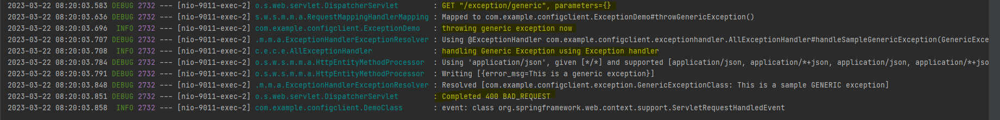 2023-03-22 08:20:03.583 DEBUG 2732 --- [nio-9011-exec-2] o.s.web.servlet.DispatcherServlet        : GET "/exception/generic", parameters={}
2023-03-22 08:20:03.636 DEBUG 2732 --- [nio-9011-exec-2] s.w.s.m.m.a.RequestMappingHandlerMapping : Mapped to com.example.configclient.ExceptionDemo#throwGenericException()
2023-03-22 08:20:03.696  INFO 2732 --- [nio-9011-exec-2] com.example.configclient.ExceptionDemo   : throwing generic exception now
2023-03-22 08:20:03.707 DEBUG 2732 --- [nio-9011-exec-2] .m.m.a.ExceptionHandlerExceptionResolver : Using @ExceptionHandler com.example.configclient.exceptionhandler.AllExceptionHandler#handleSampleGenericException(GenericExce
2023-03-22 08:20:03.708  INFO 2732 --- [nio-9011-exec-2] c.e.c.e.AllExceptionHandler              : handling Generic Exception using Exception handler
2023-03-22 08:20:03.784 DEBUG 2732 --- [nio-9011-exec-2] o.s.w.s.m.m.a.HttpEntityMethodProcessor  : Using 'application/json', given [*/*] and supported [application/json, application/*+json, application/json, application/*+jso
2023-03-22 08:20:03.791 DEBUG 2732 --- [nio-9011-exec-2] o.s.w.s.m.m.a.HttpEntityMethodProcessor  : Writing [{error_msg=This is a generic exception}]
2023-03-22 08:20:03.848 DEBUG 2732 --- [nio-9011-exec-2] .m.m.a.ExceptionHandlerExceptionResolver : Resolved [com.example.configclient.exception.GenericExceptionClass: This is a sample GENERIC exception]
2023-03-22 08:20:03.851 DEBUG 2732 --- [nio-9011-exec-2] o.s.web.servlet.DispatcherServlet        : Completed 400 BAD_REQUEST
2023-03-22 08:20:03.858  INFO 2732 --- [nio-9011-exec-2] com.example.configclient.DemoClass       : event: class org.springframework.web.context.support.ServletRequestHandledEvent